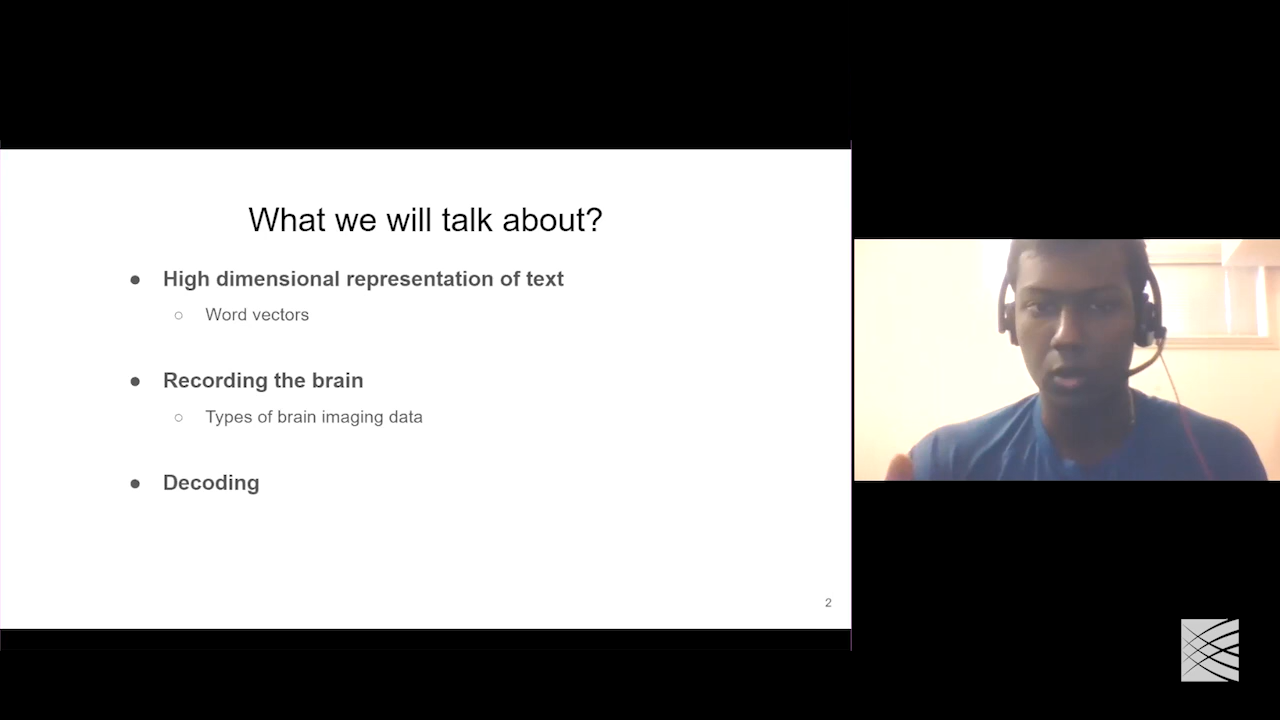 What we will talk about?
● High dimensional representation of text
○ Word vectors
● Recording the brain
○ Types of brain imaging data
● Decoding
2